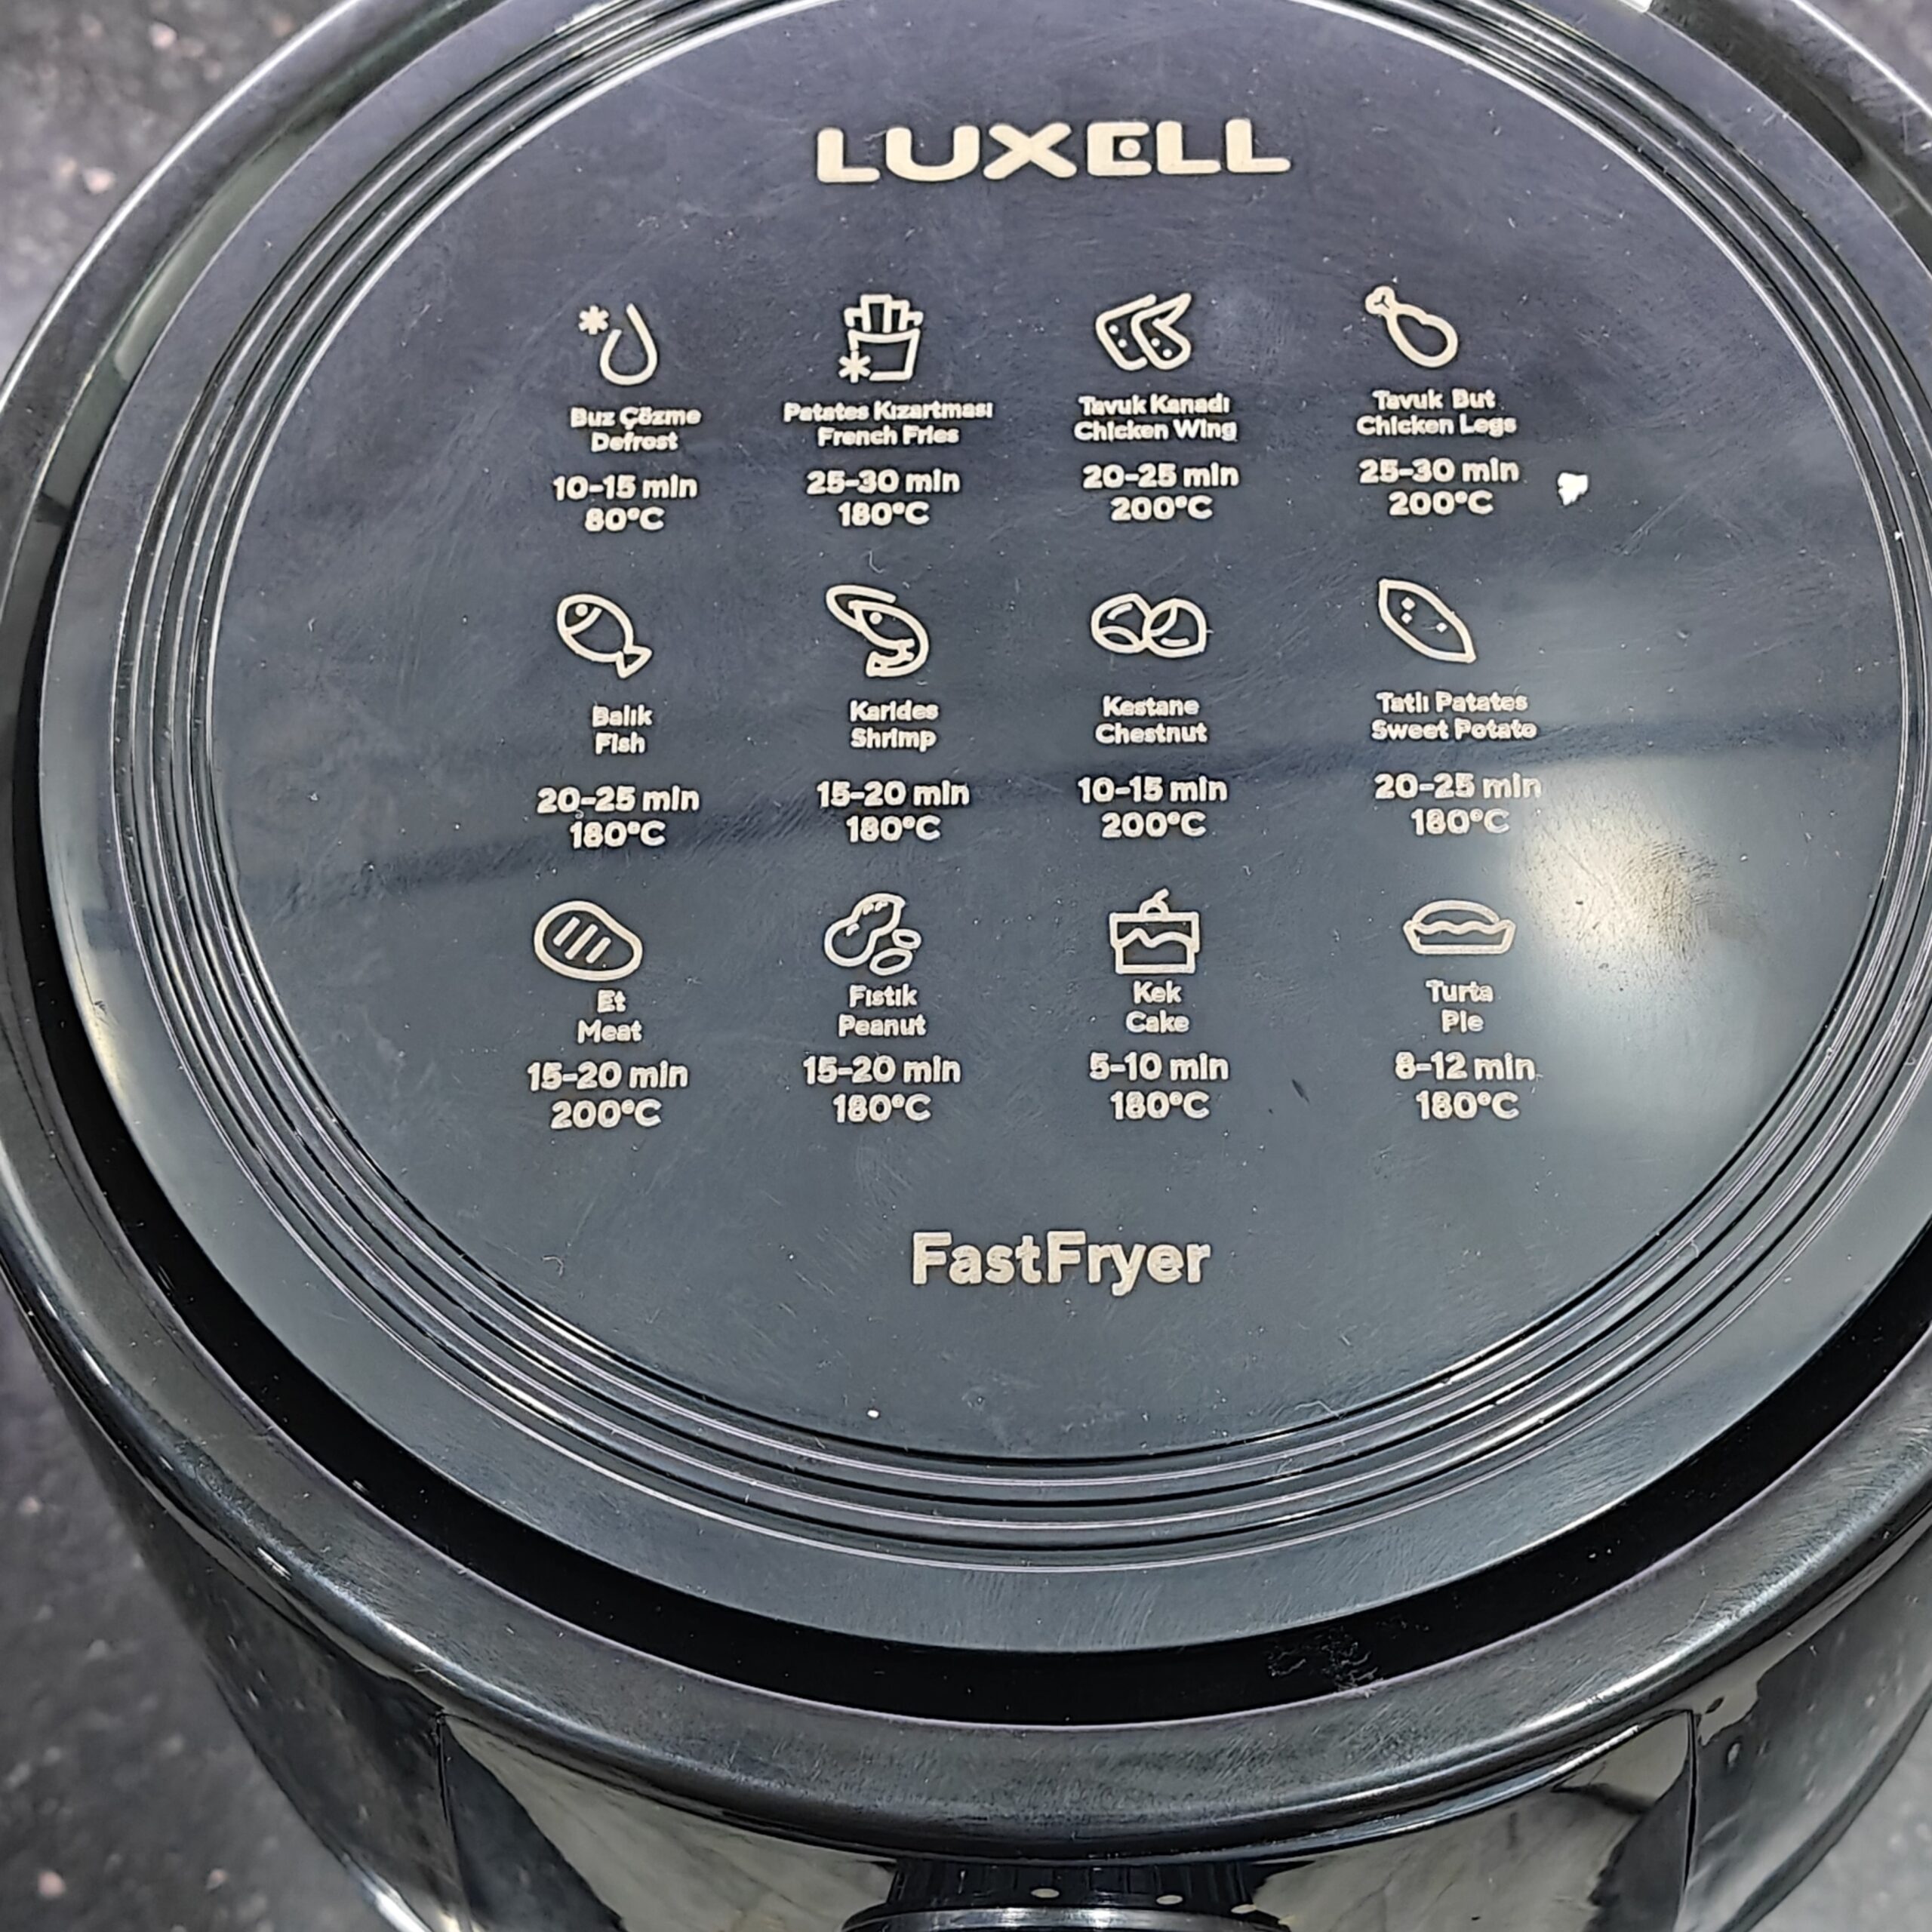 LUXELL
Buz Çözme
Defrost
10-15 min
80°C
Patates Kızartması
French Fries
25-30 min
180°C
Tavuk Kanadı
Chicken Wing
20-25 min
200°C
Tavuk But
Chicken Legs
25-30 min
200°C
Balık
Fish
20-25 min
180°C
Karides
Shrimp
15-20 min
180°C
Kestane
Chestnut
10-15 min
200°C
Tatlı Patates
Sweet Potato
20-25 min
180°C
Et
Meat
15-20 min
200°C
Fıstık
Peanut
15-20 min
180°C
Kek
Cake
5-10 min
180°C
Turta
Pie
8-12 min
180°C
FastFryer